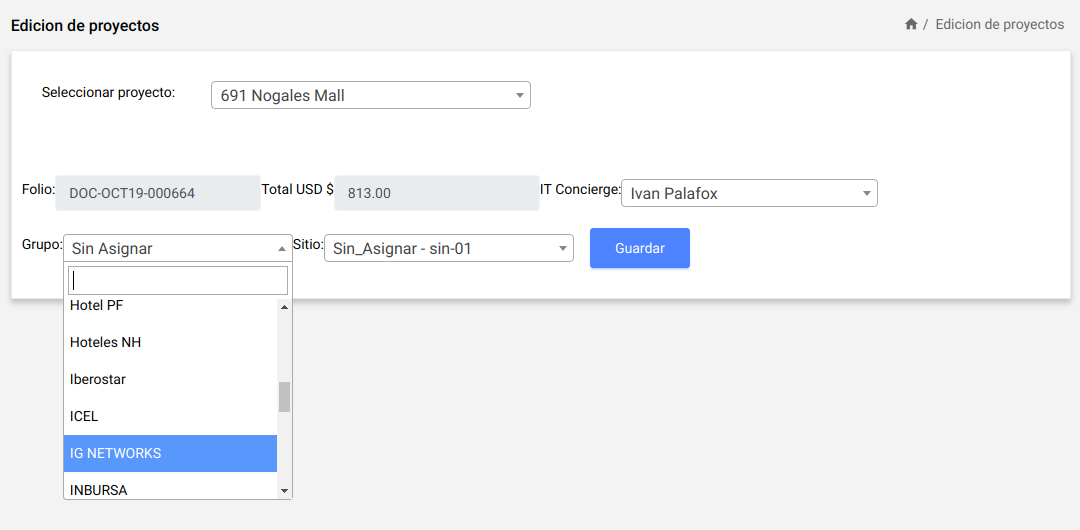 Edicion de proyectos
/ Edicion de proyectos
Seleccionar proyecto: 691 Nogales Mall
Folio: DOC-OCT19-000664 Total USD $ 813.00 IT Concierge: Ivan Palafox
Grupo: Sin Asignar Sitio: Sin_Asignar - sin-01 Guardar
Hotel PF
Hoteles NH
Iberostar
ICEL
IG NETWORKS
INBURSA